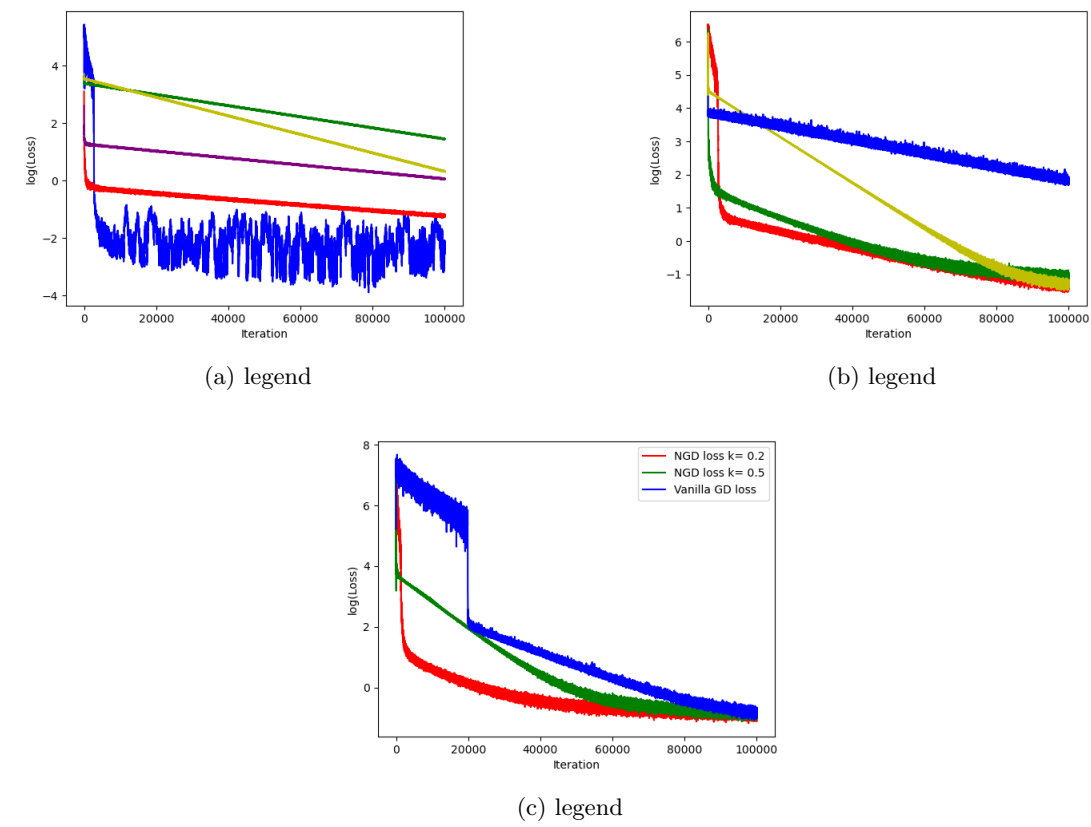 4
2
0
−2
−4
log(Loss)
0 20000 40000 60000 80000 100000
Iteration
(a) legend
6
5
4
3
2
1
0
−1
log(Loss)
0 20000 40000 60000 80000 100000
Iteration
(b) legend
8
6
4
2
0
log(Loss)
NGD loss k= 0.2
NGD loss k= 0.5
Vanilla GD loss
0 20000 40000 60000 80000 100000
Iteration
(c) legend